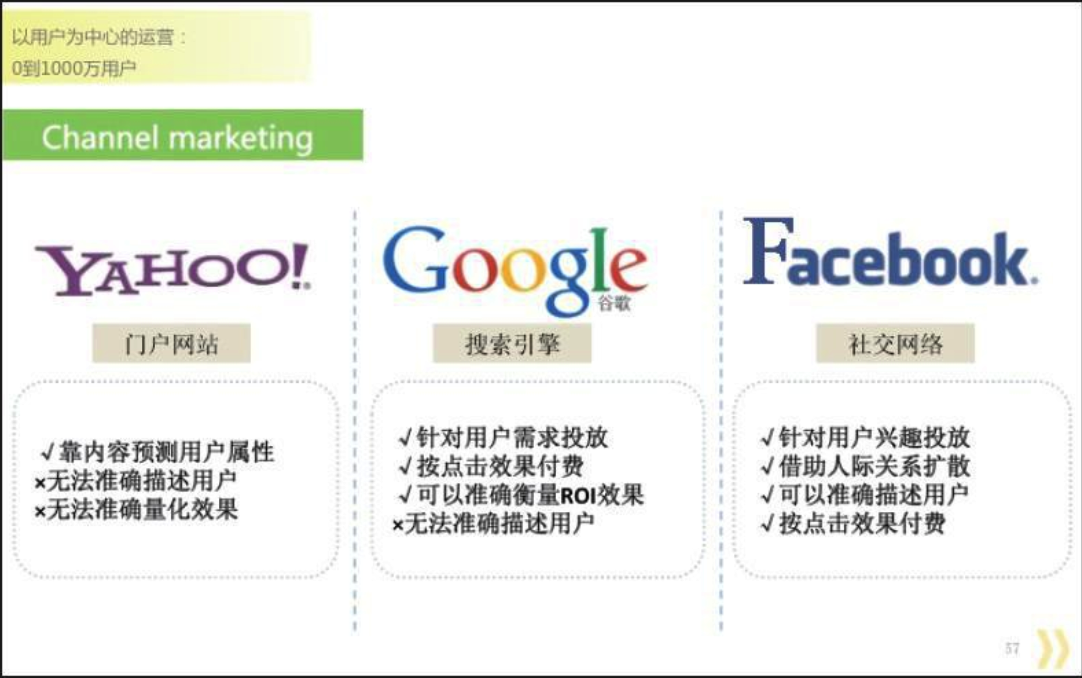 以用户为中心的运营：
0到1000万用户
Channel marketing
YAHOO!
Google
谷歌
Facebook
门户网站
搜索引擎
社交网络
√靠内容预测用户属性
×无法准确描述用户
×无法准确量化效果
√针对用户需求投放
√按点击效果付费
√可以准确衡量ROI效果
×无法准确描述用户
√针对用户兴趣投放
√借助人际关系扩散
√可以准确描述用户
√按点击效果付费
57